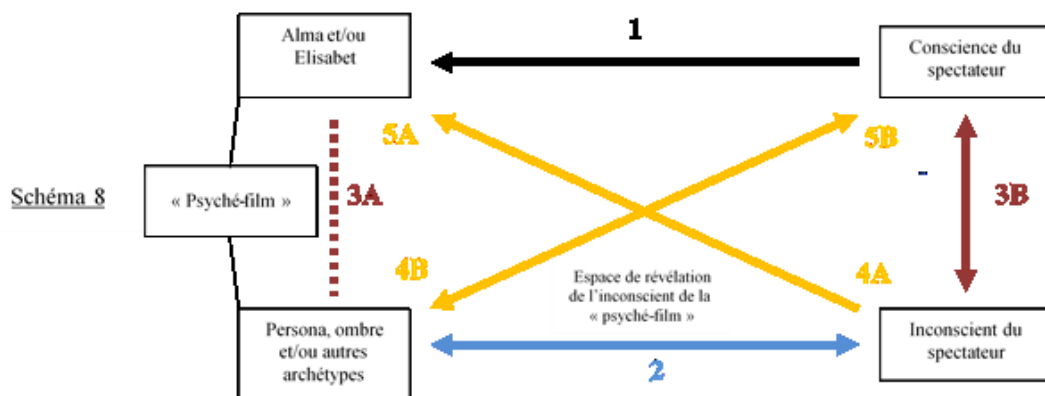 Alma et/ou
Elisabet
1
Conscience du
spectateur
5A
5B
Schéma 8
« Psyché-film »
3A
3B
4B
Espace de révélation
de l'inconscient de la
« psyché-film »
4A
Persona, ombre
et/ou autres
archétypes
2
Inconscient du
spectateur